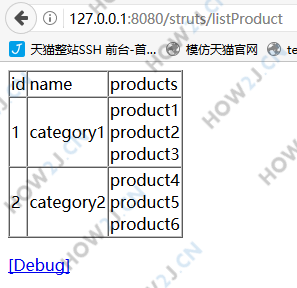 127.0.0.1:8080/struts/listProduct
天猫整站SSH 前台-首...
模仿天猫官网
te
id name products
1 category1 product1
product2
product3
2 category2 product4
product5
product6
[Debug]
HOW2J.CN
HOW2J.CN
HOW2J.CN
HOW2J.CN
HOW2J.CN